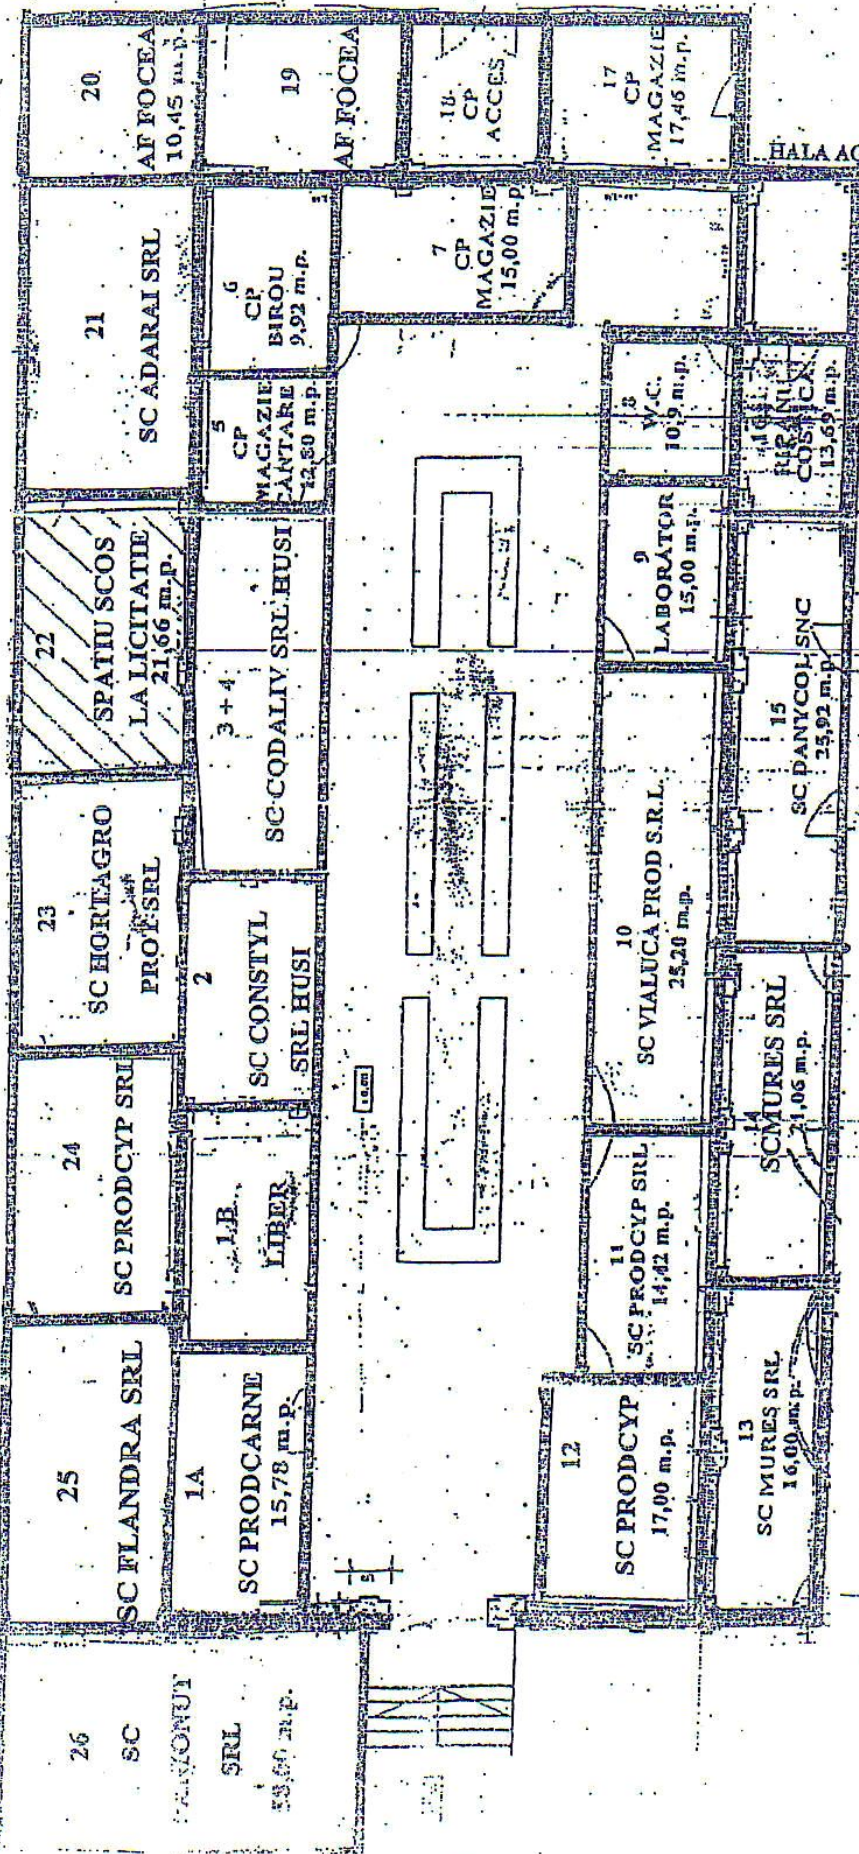 20
AF FOCEA
10,45 m.p.
19
AF FOCEA
18
CP
ACCES
17
CP
MAGAZIE
17,46 m.p.
HALA AG
21
SC ADARAI SRL
6
CP
BIROU
9,92 m.p.
7
CP
MAGAZIE
15,00 m.p
5
CP
MAGAZIE
CANTARE
8
W.C.
10,9 m.p.
COSTICA
13,69 m.p.
22
SPATIU SCOS
LA LICITATIE
21,66 m.p.
3 + 4
SC CODALIV SRL HUSI
9
LABORATOR
15,00 m.p.
15
SC DANYCOL SNC
25,92 m.p.
23
SC HORTAGRO
PROT SRL
2
SC CONSTYL
SRL HUSI
10
SC VIALUCA PROD S.R.L.
25,20 m.p.
14
SC MURES SRL
21,06 m.p.
24
SC PRODCYP SRL
1B
LIBER
11
SC PRODCYP SRL
14,42 m.p.
25
SC FLANDRA SRL
1A
SC PRODCARNE
15,78 m.p.
12
SC PRODCYP
17,00 m.p.
13
SC MURES SRL
16,00 m.p.
26
SC
SRL